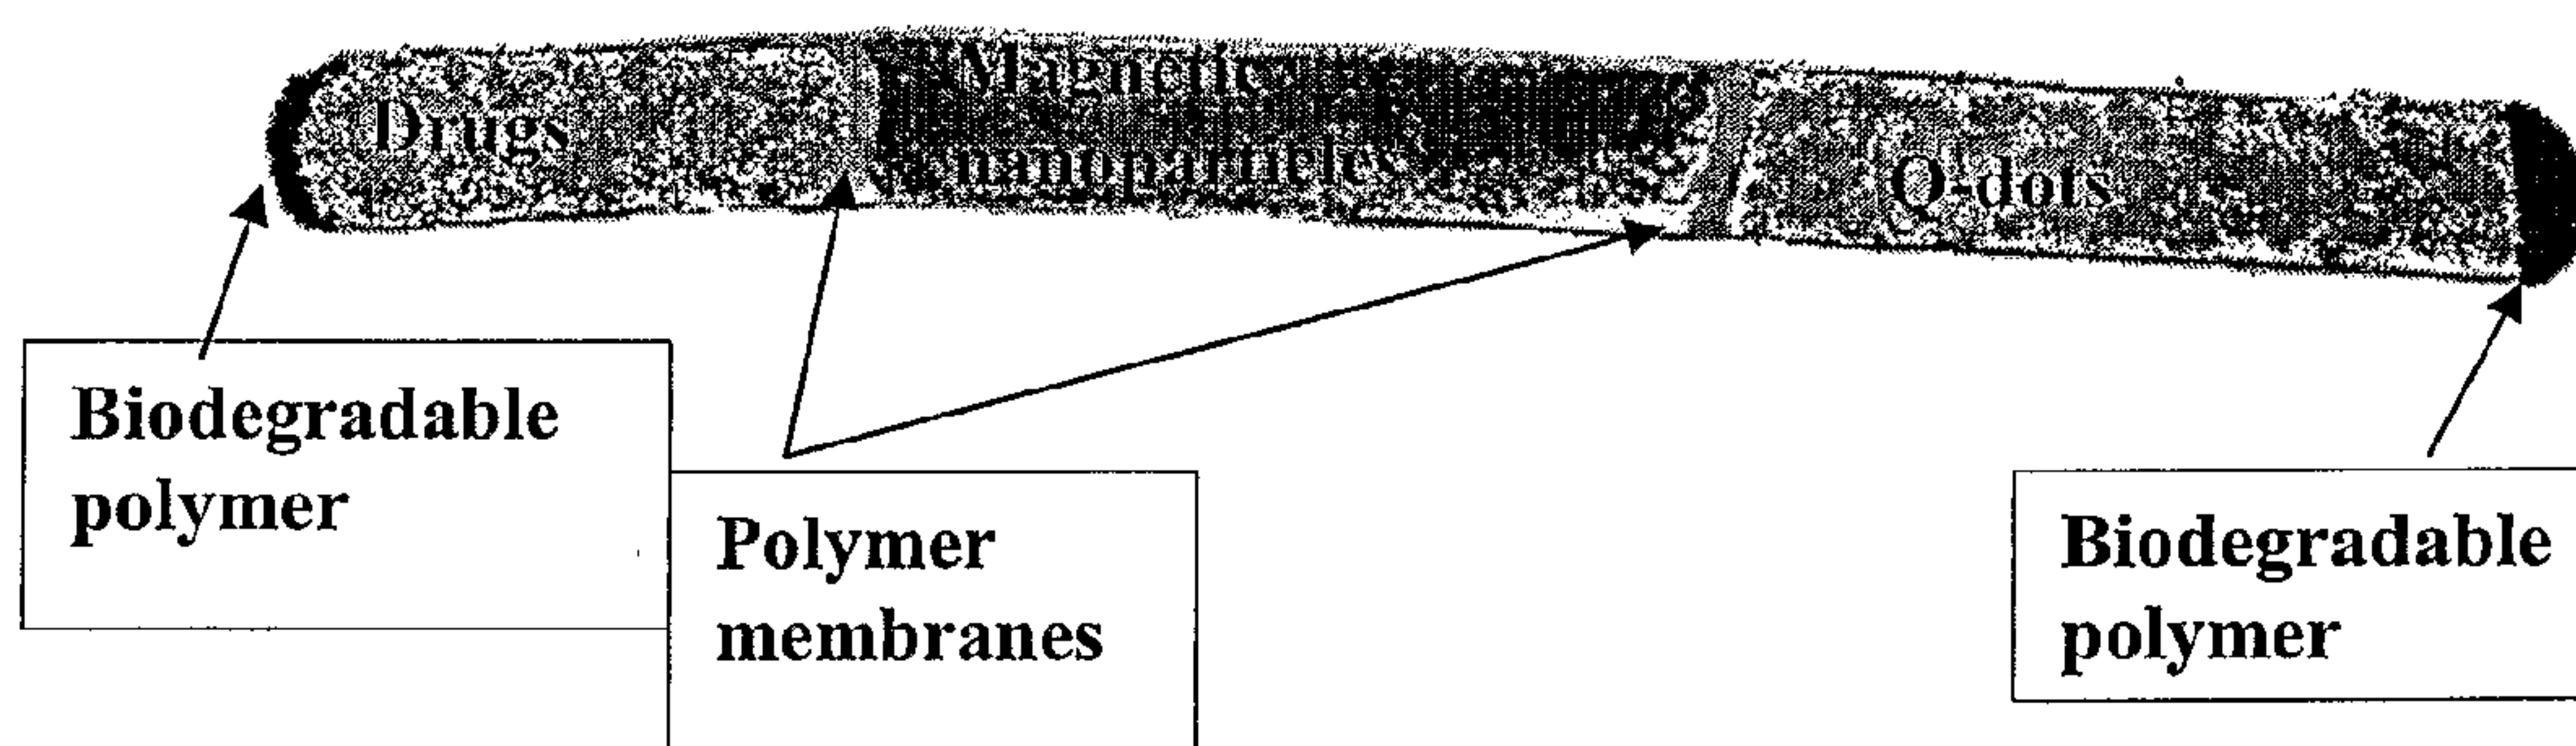 Drugs
Magnetic
nanoparticles
Q-dots
Biodegradable
polymer
Polymer
membranes
Biodegradable
polymer